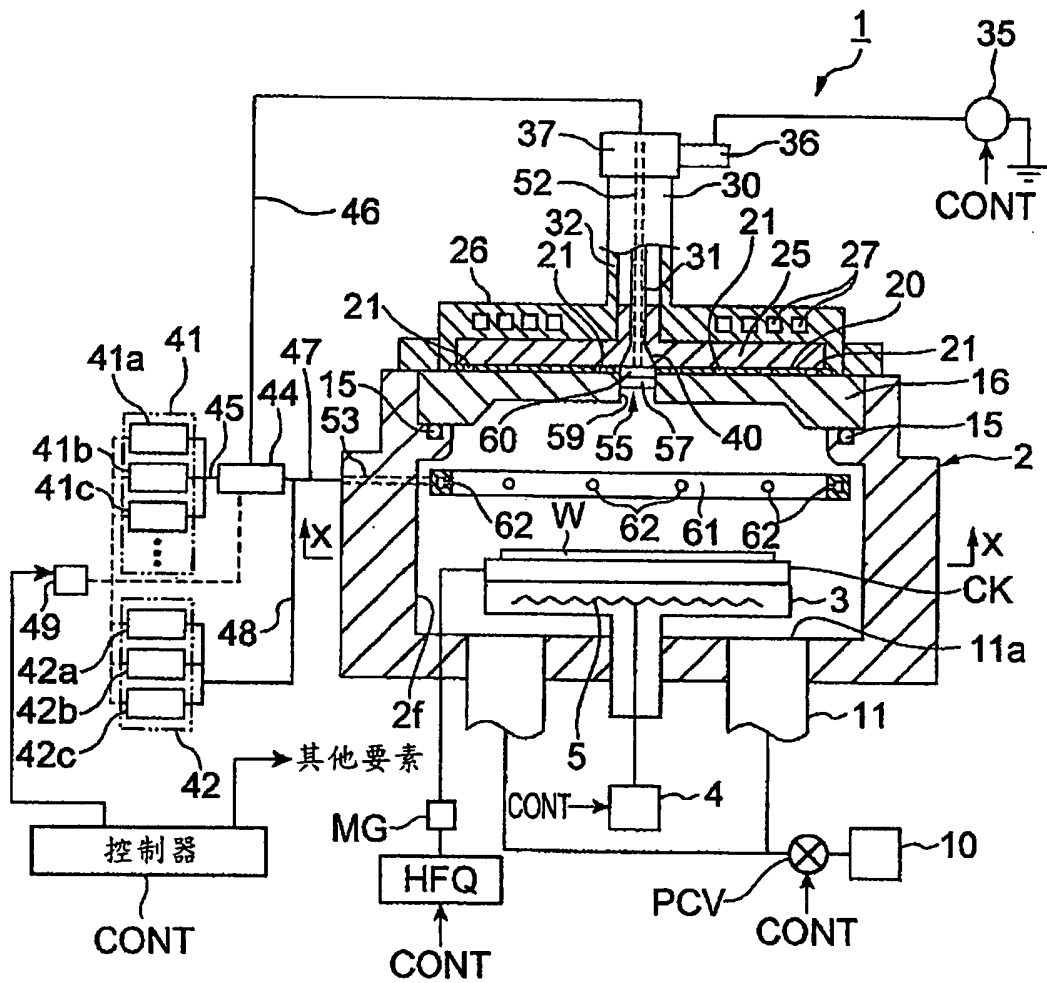 1
35
37
36
52
30
CONT
46
32
21
31
21
25
27
26
20
21
21
41
47
41a
45
44
15
16
53
60
59
55
57
40
15
41b
2
41c
62
62
61
62
W
X
X
49
CK
3
48
42a
11a
42b
2f
11
42c
5
42
其他要素
CONT
4
MG
控制器
10
HFQ
PCV
CONT
CONT
CONT